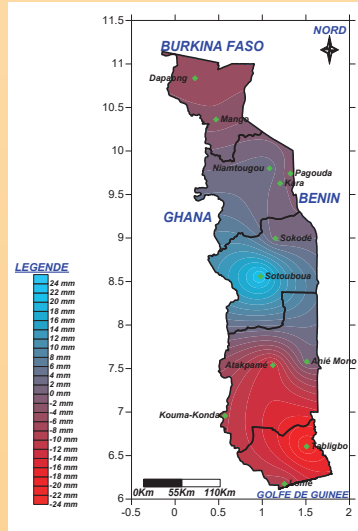 11.5
NORD
BURKINA FASO
11
Dapaong
10.5
Mango
10
Niamtougou
Pagouda
Kara
9.5
BENIN
GHANA
9
Sokodé
LEGENDE
8.5
Sotouboua
24 mm
22 mm
20 mm
18 mm
16 mm
14 mm
12 mm
10 mm
8 mm
6 mm
4 mm
2 mm
0 mm
-2 mm
-4 mm
-6 mm
-8 mm
-10 mm
-12 mm
-14 mm
-16 mm
-18 mm
-20 mm
-22 mm
-24 mm
8
7.5
Atakpamé
Anié Mono
7
Kouma-Konda
6.5
Tabligbo
Lomé
0Km 55Km 110Km
GOLFE DE GUINEE
6
0 0.5 1 1.5 2